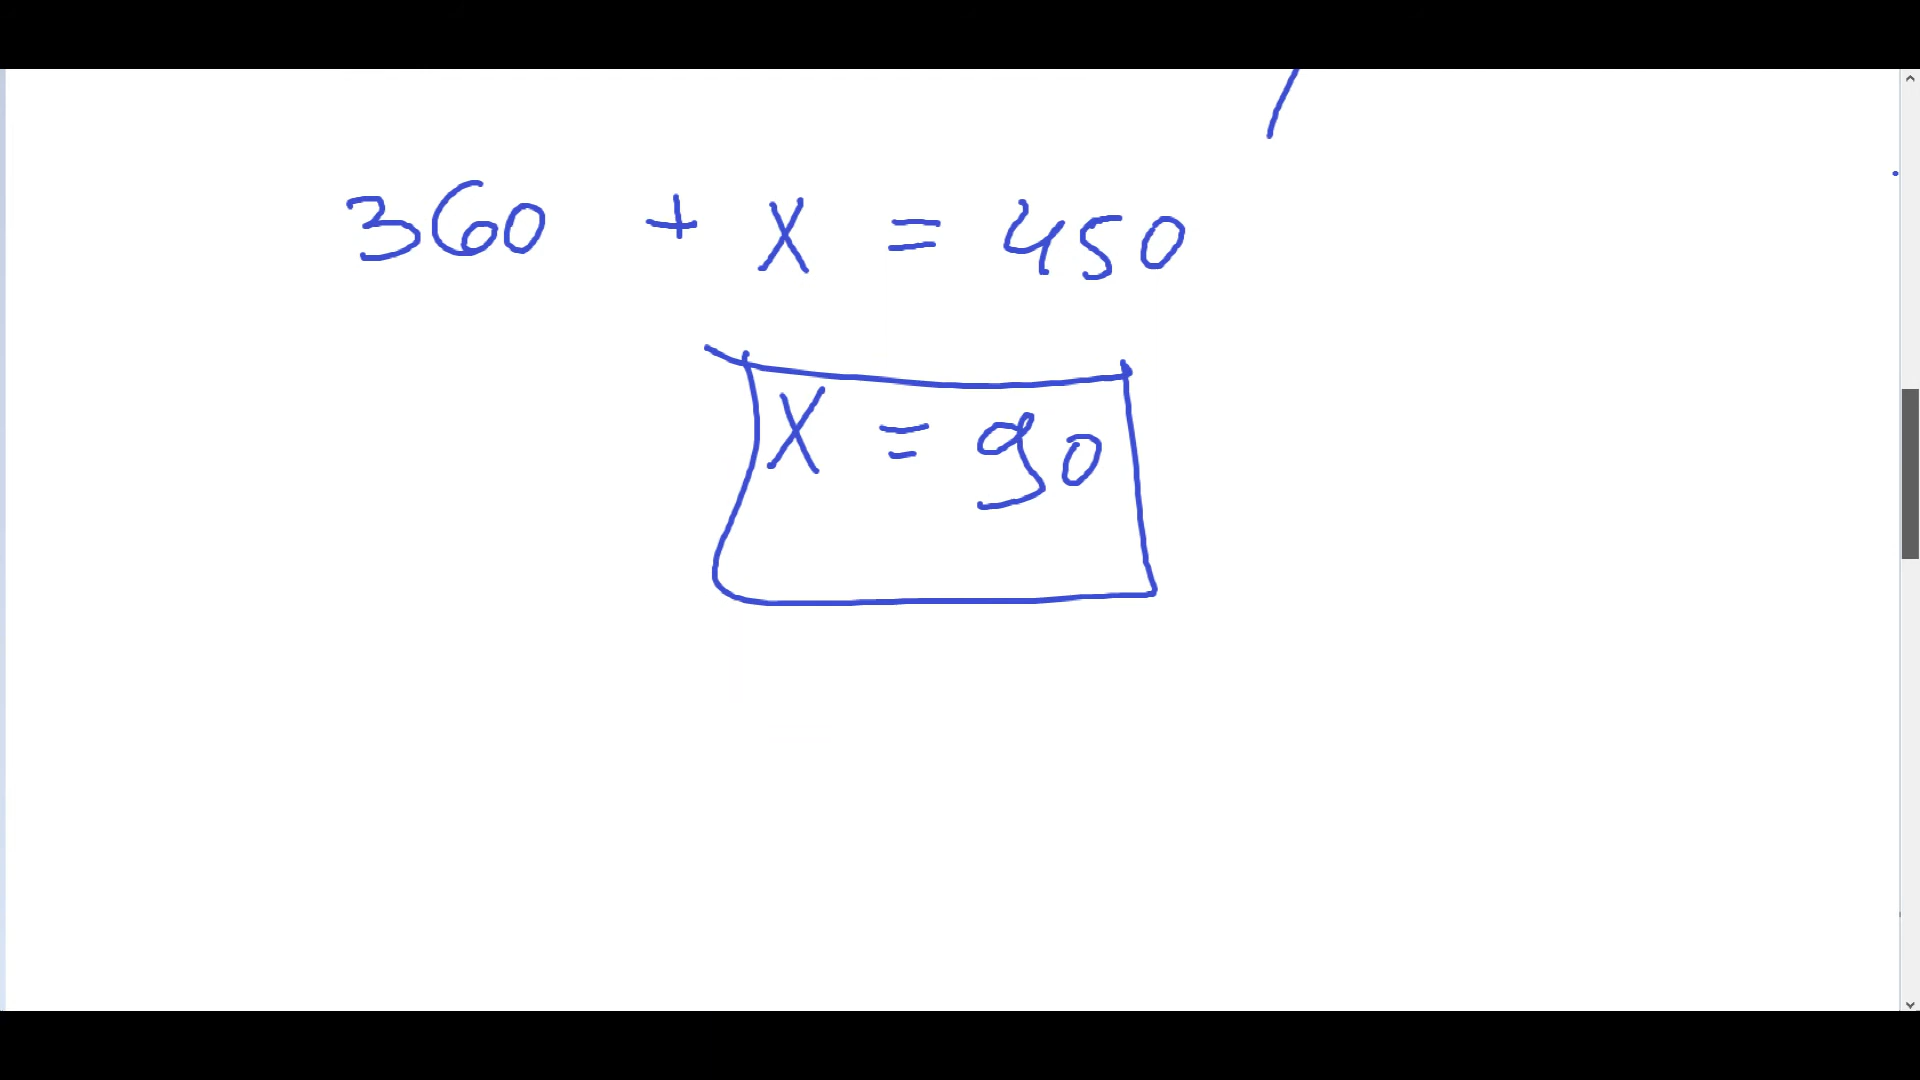 360 + X = 450
X = 90